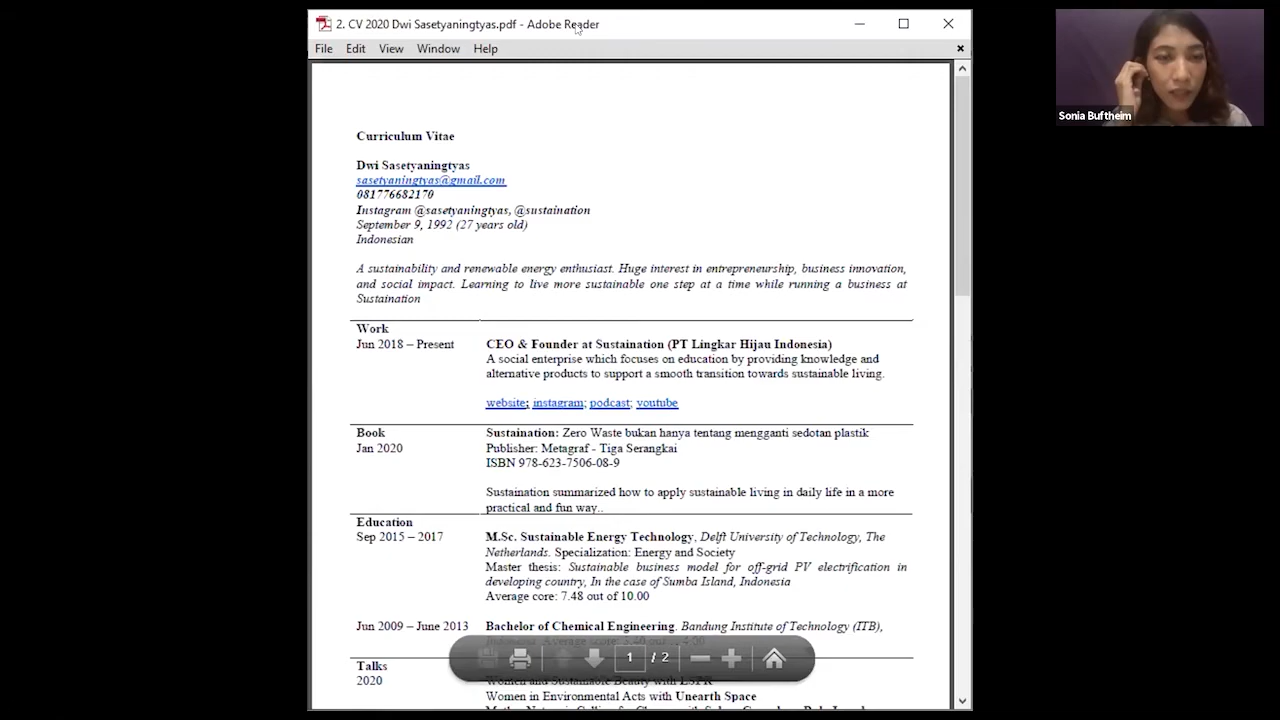 2. CV 2020 Dwi Sasetyaningtyas.pdf - Adobe Reader
File Edit View Window Help
Sonia Buftheim
Curriculum Vitae
Dwi Sasetyaningtyas
sasetyaningtyas@gmail.com
081776682170
Instagram @sasetyaningtyas, @sustaination
September 9, 1992 (27 years old)
Indonesian
A sustainability and renewable energy enthusiast. Huge interest in entrepreneurship, business innovation,
and social impact. Learning to live more sustainable one step at a time while running a business at
Sustaination
Work
Jun 2018 – Present CEO & Founder at Sustaination (PT Lingkar Hijau Indonesia)
A social enterprise which focuses on education by providing knowledge and
alternative products to support a smooth transition towards sustainable living.
website; instagram; podcast; youtube
Book Sustaination: Zero Waste bukan hanya tentang mengganti sedotan plastik
Jan 2020 Publisher: Metagraf - Tiga Serangkai
ISBN 978-623-7506-08-9
Sustaination summarized how to apply sustainable living in daily life in a more
practical and fun way..
Education
Sep 2015 – 2017 M.Sc. Sustainable Energy Technology, Delft University of Technology, The
Netherlands. Specialization: Energy and Society
Master thesis: Sustainable business model for off-grid PV electrification in
developing country, In the case of Sumba Island, Indonesia
Average core: 7.48 out of 10.00
Jun 2009 – June 2013 Bachelor of Chemical Engineering. Bandung Institute of Technology (ITB),
1 / 2
Talks
2020 Women and Sustainable Beauty with LSPR
Women in Environmental Acts with Unearth Space